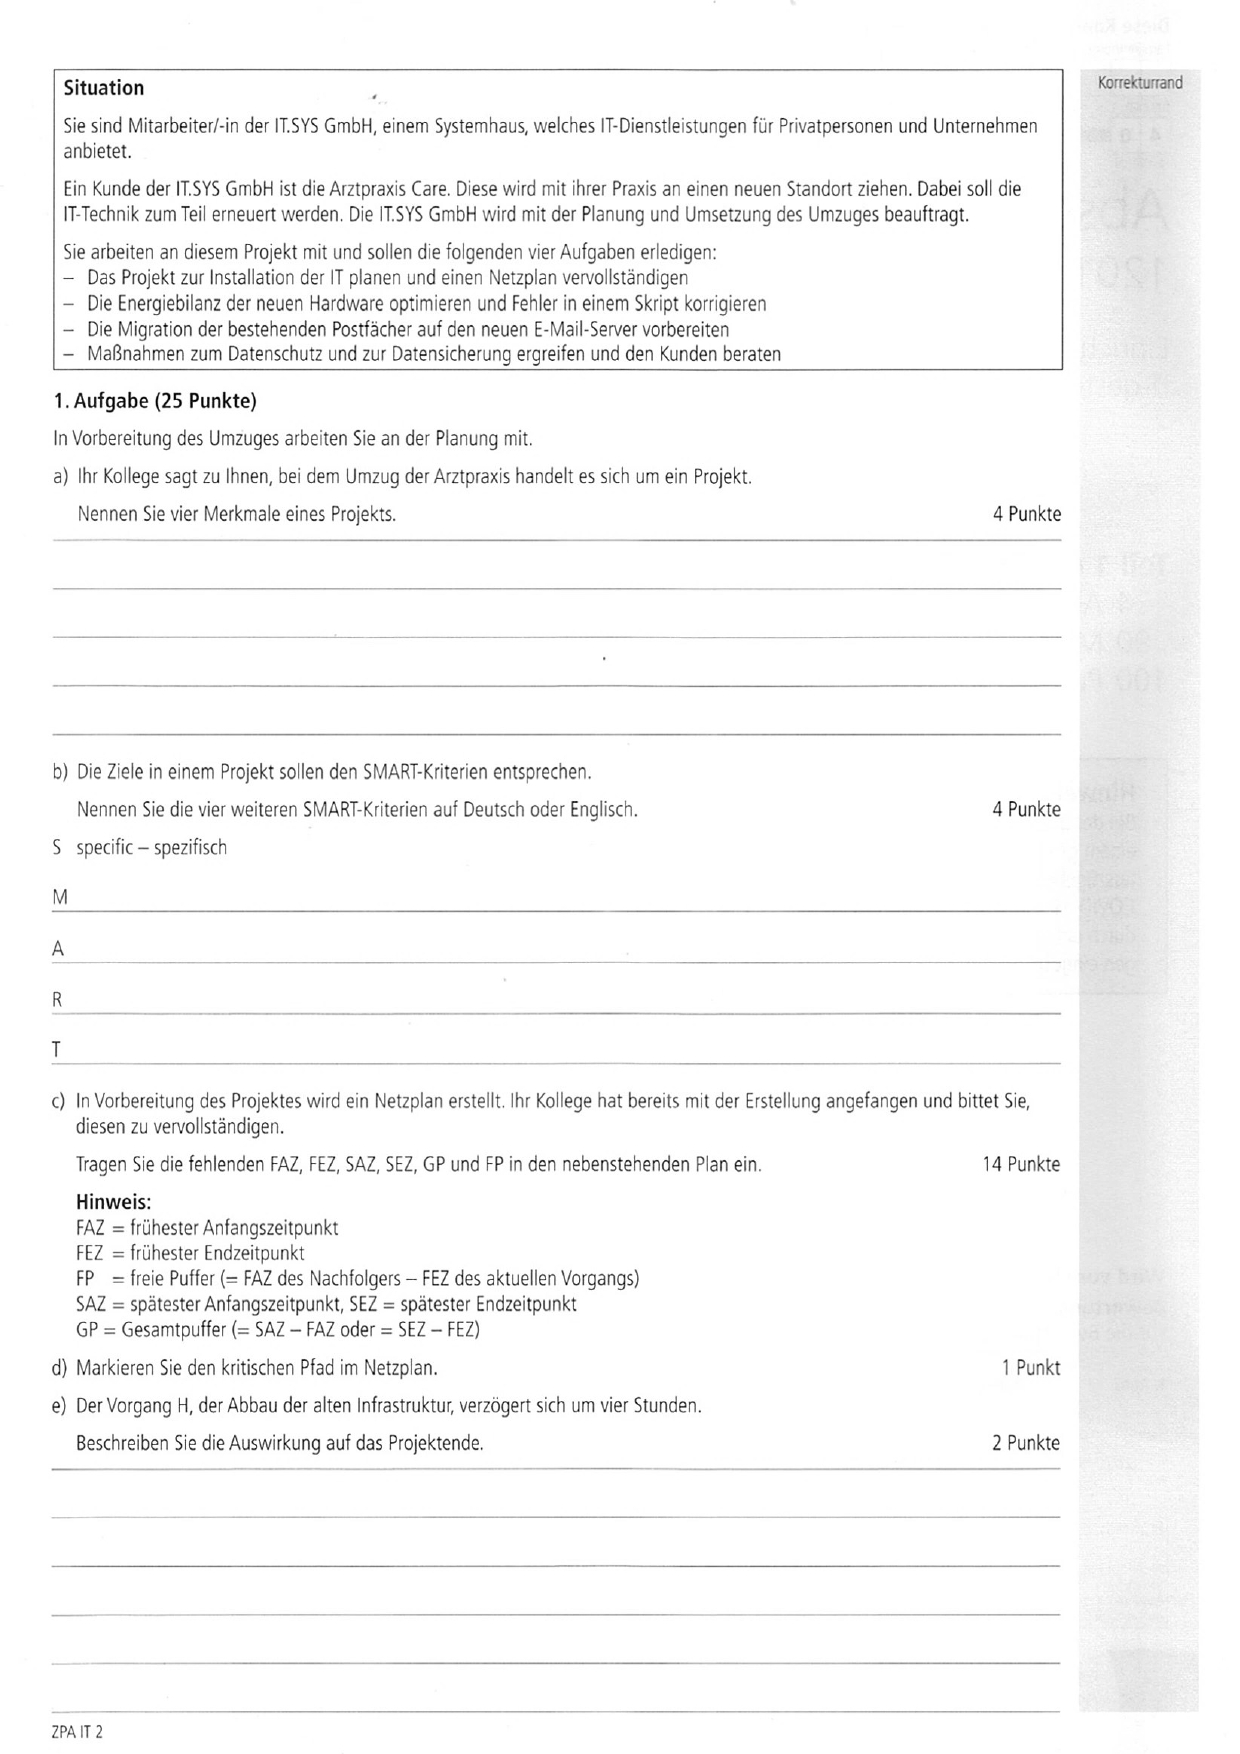 Korrekturrand
Situation
Sie sind Mitarbeiter/-in der IT.SYS GmbH, einem Systemhaus, welches IT-Dienstleistungen für Privatpersonen und Unternehmen
anbietet.
Ein Kunde der IT.SYS GmbH ist die Arztpraxis Care. Diese wird mit ihrer Praxis an einen neuen Standort ziehen. Dabei soll die
IT-Technik zum Teil erneuert werden. Die IT.SYS GmbH wird mit der Planung und Umsetzung des Umzuges beauftragt.
Sie arbeiten an diesem Projekt mit und sollen die folgenden vier Aufgaben erledigen:
– Das Projekt zur Installation der IT planen und einen Netzplan vervollständigen
– Die Energiebilanz der neuen Hardware optimieren und Fehler in einem Skript korrigieren
– Die Migration der bestehenden Postfächer auf den neuen E-Mail-Server vorbereiten
– Maßnahmen zum Datenschutz und zur Datensicherung ergreifen und den Kunden beraten
1. Aufgabe (25 Punkte)
In Vorbereitung des Umzuges arbeiten Sie an der Planung mit.
a) Ihr Kollege sagt zu Ihnen, bei dem Umzug der Arztpraxis handelt es sich um ein Projekt.
Nennen Sie vier Merkmale eines Projekts. 4 Punkte
b) Die Ziele in einem Projekt sollen den SMART-Kriterien entsprechen.
Nennen Sie die vier weiteren SMART-Kriterien auf Deutsch oder Englisch. 4 Punkte
S specific – spezifisch
M
A
R
T
c) In Vorbereitung des Projektes wird ein Netzplan erstellt. Ihr Kollege hat bereits mit der Erstellung angefangen und bittet Sie,
diesen zu vervollständigen.
Tragen Sie die fehlenden FAZ, FEZ, SAZ, SEZ, GP und FP in den nebenstehenden Plan ein. 14 Punkte
Hinweis:
FAZ = frühester Anfangszeitpunkt
FEZ = frühester Endzeitpunkt
FP = freie Puffer (= FAZ des Nachfolgers – FEZ des aktuellen Vorgangs)
SAZ = spätester Anfangszeitpunkt, SEZ = spätester Endzeitpunkt
GP = Gesamtpuffer (= SAZ – FAZ oder = SEZ – FEZ)
d) Markieren Sie den kritischen Pfad im Netzplan. 1 Punkt
e) Der Vorgang H, der Abbau der alten Infrastruktur, verzögert sich um vier Stunden.
Beschreiben Sie die Auswirkung auf das Projektende. 2 Punkte
ZPA IT 2